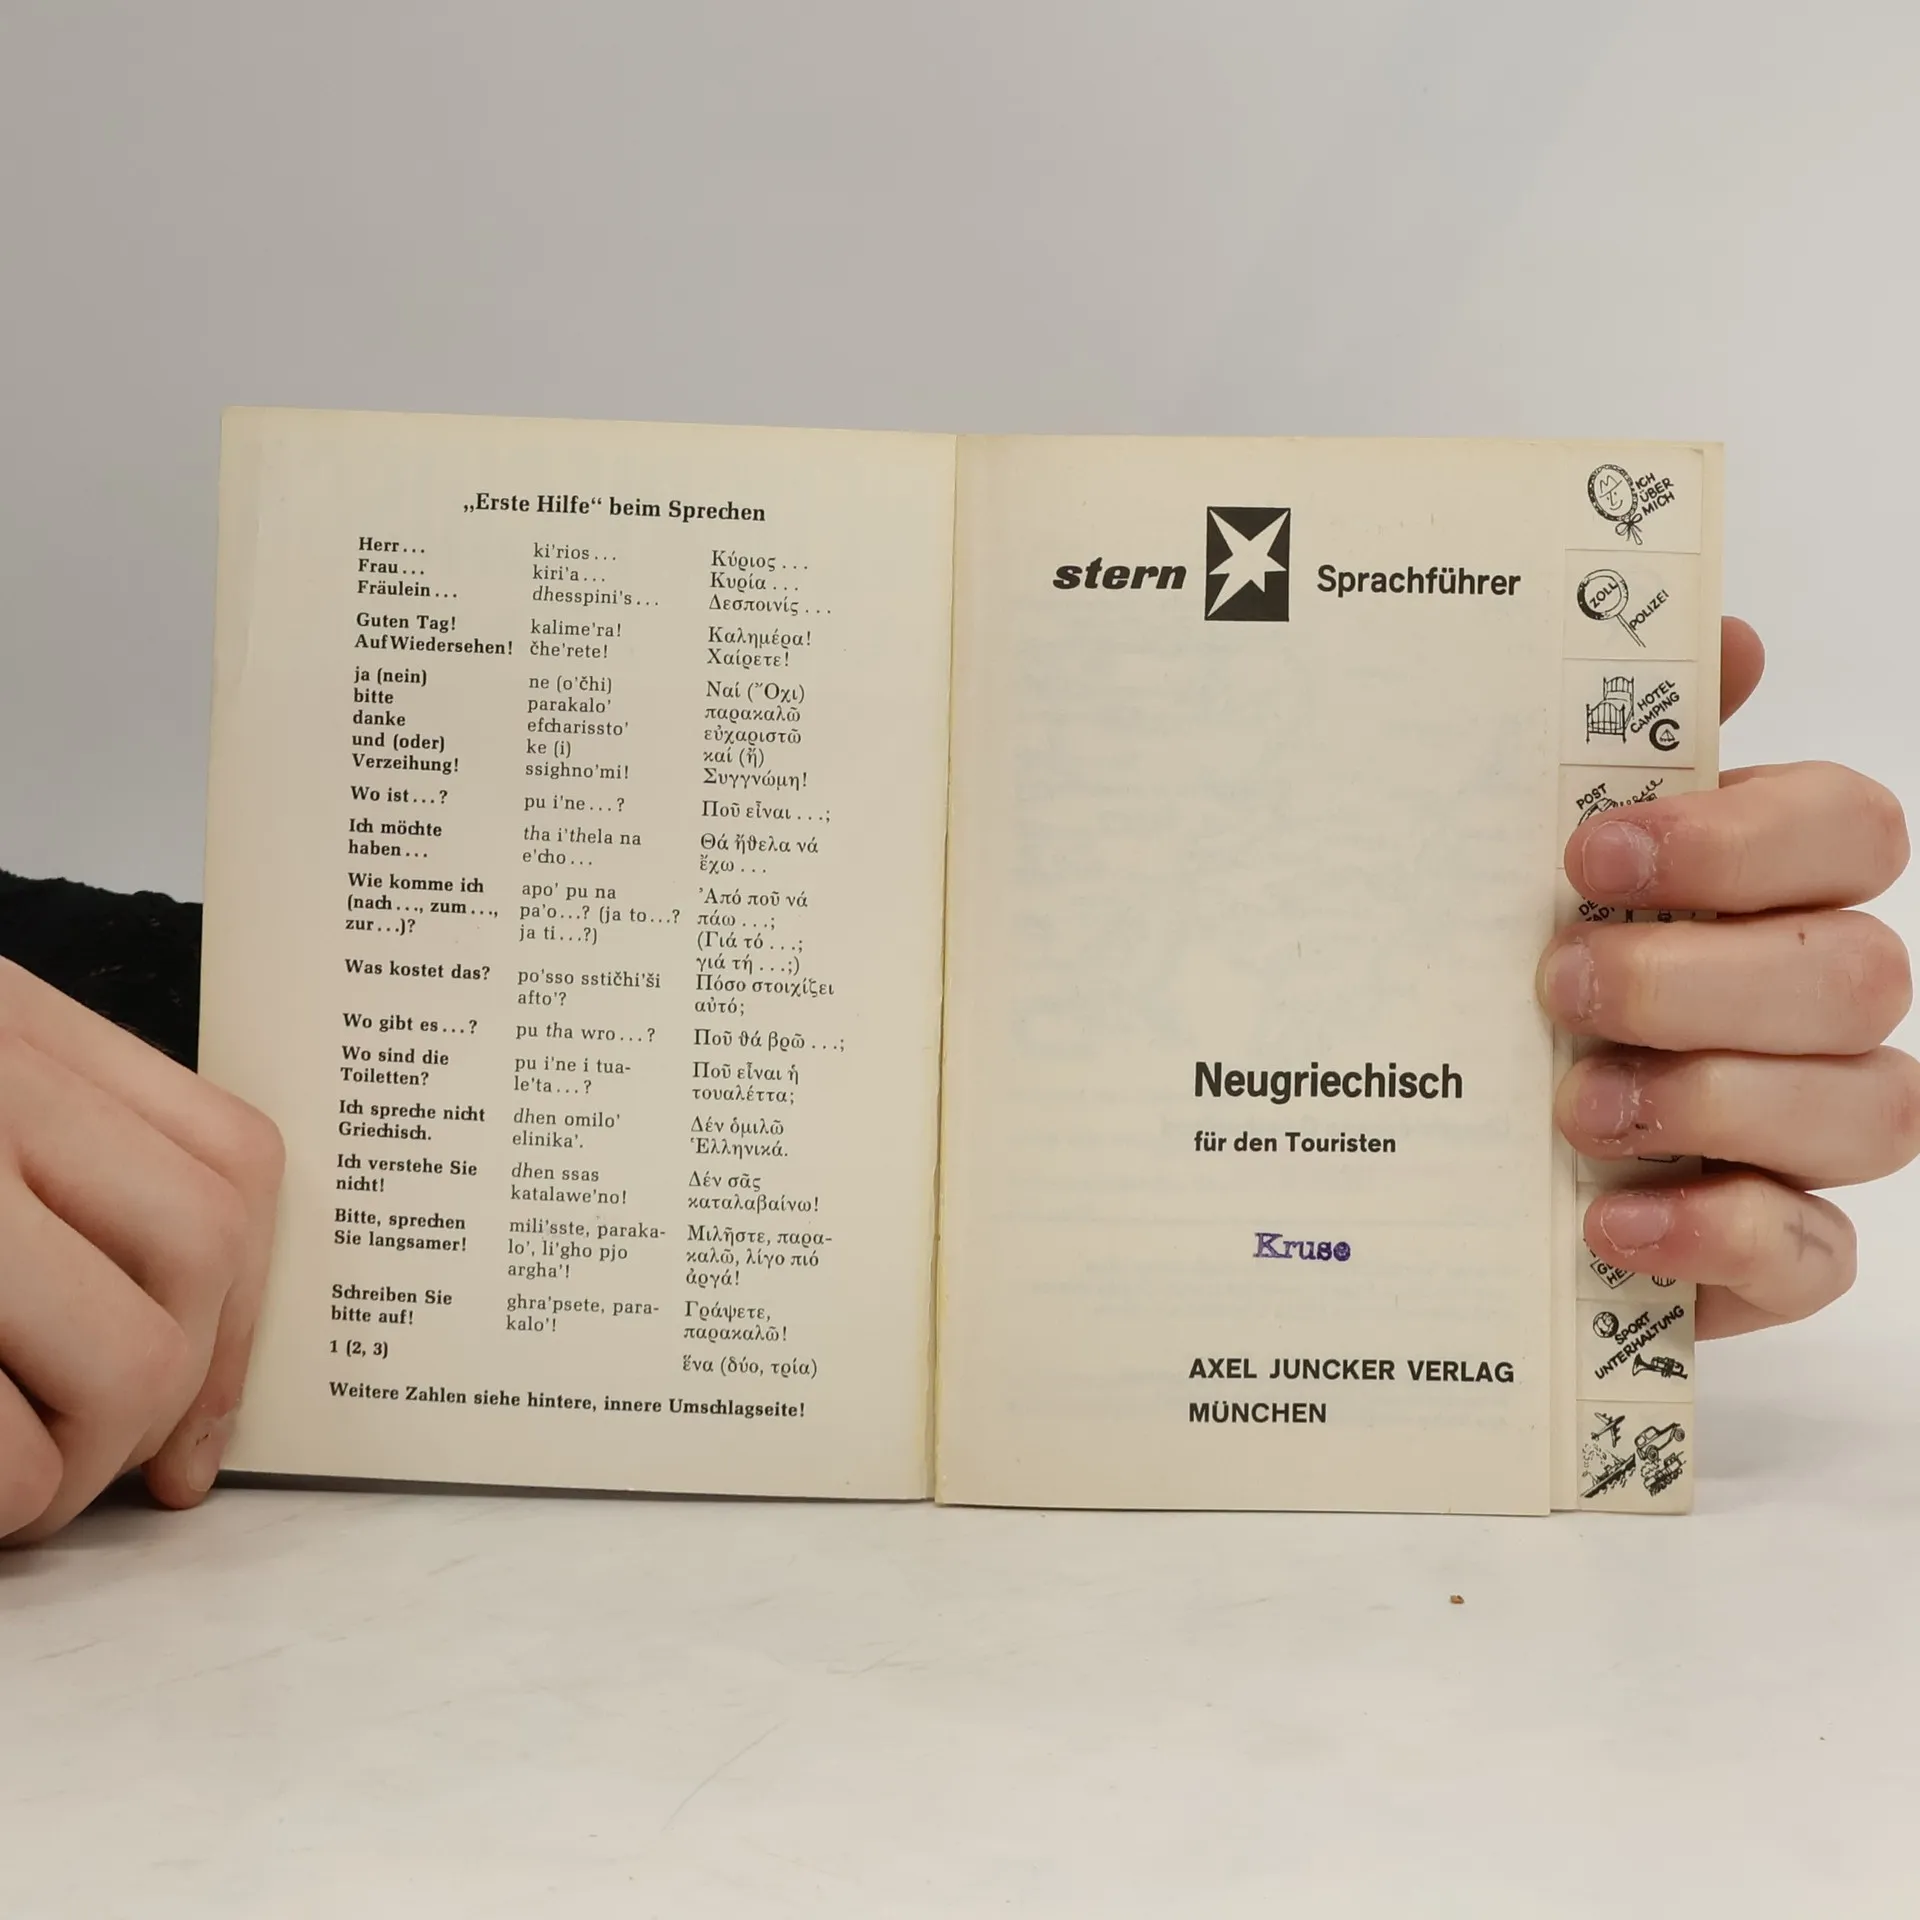 „Erste Hilfe“ beim Sprechen
Herr... ki'rios... Κύριος...
Frau... kiri'a... Κυρία...
Fräulein... dhesspini's... Δεσποινίς...
Guten Tag! kalime'ra! Καλημέρα!
Auf Wiedersehen! čhe'rete! Χαίρετε!
ja (nein) ne (o'čhi) Ναί (Ὄχι)
bitte parakalo' παρακαλῶ
danke efcharissto' εὐχαριστῶ
und (oder) ke (i) καί (ἤ)
Verzeihung! ssighno'mi! Συγγνώμη!
Wo ist...? pu i'ne...? Ποῦ εἶναι...;
Ich möchte tha i'thela na Θά ἤθελα νά
haben... e'cho... ἔχω...
Wie komme ich apo' pu na Ἀπό ποῦ νά
(nach..., zum..., pa'o...? (ja to...? πάω...;
zur...)? ja ti...?) (Γιά τό...;
γιά τή...;)
Was kostet das? po'sso sstičhi'ši Πόσο στοιχίζει
afto'? αὐτό;
Wo gibt es...? pu tha wro...? Ποῦ θά βρῶ...;
Wo sind die pu i'ne i tua- Ποῦ εἶναι ἡ
Toiletten? le'ta...? τουαλέττα;
Ich spreche nicht dhen omilo' Δέν ὁμιλῶ
Griechisch. elinika'. Ἑλληνικά.
Ich verstehe Sie dhen ssas Δέν σᾶς
nicht! katalawe'no! καταλαβαίνω!
Bitte, sprechen mili'sste, paraka- Μιλῆστε, παρα-
Sie langsamer! lo', li'gho pjo καλῶ, λίγο πιό
argha'! ἀργά!
Schreiben Sie ghra'psete, para- Γράψετε,
bitte auf! kalo'! παρακαλῶ!
1 (2, 3) ἕνα (δύο, τρία)
Weitere Zahlen siehe hintere, innere Umschlagseite!
stern Sprachführer
Neugriechisch
für den Touristen
Kruse
AXEL JUNCKER VERLAG
MÜNCHEN
ICH
ÜBER
MICH
ZOLL
POLIZEI
HOTEL
CAMPING
POST
SPORT
UNTERHALTUNG